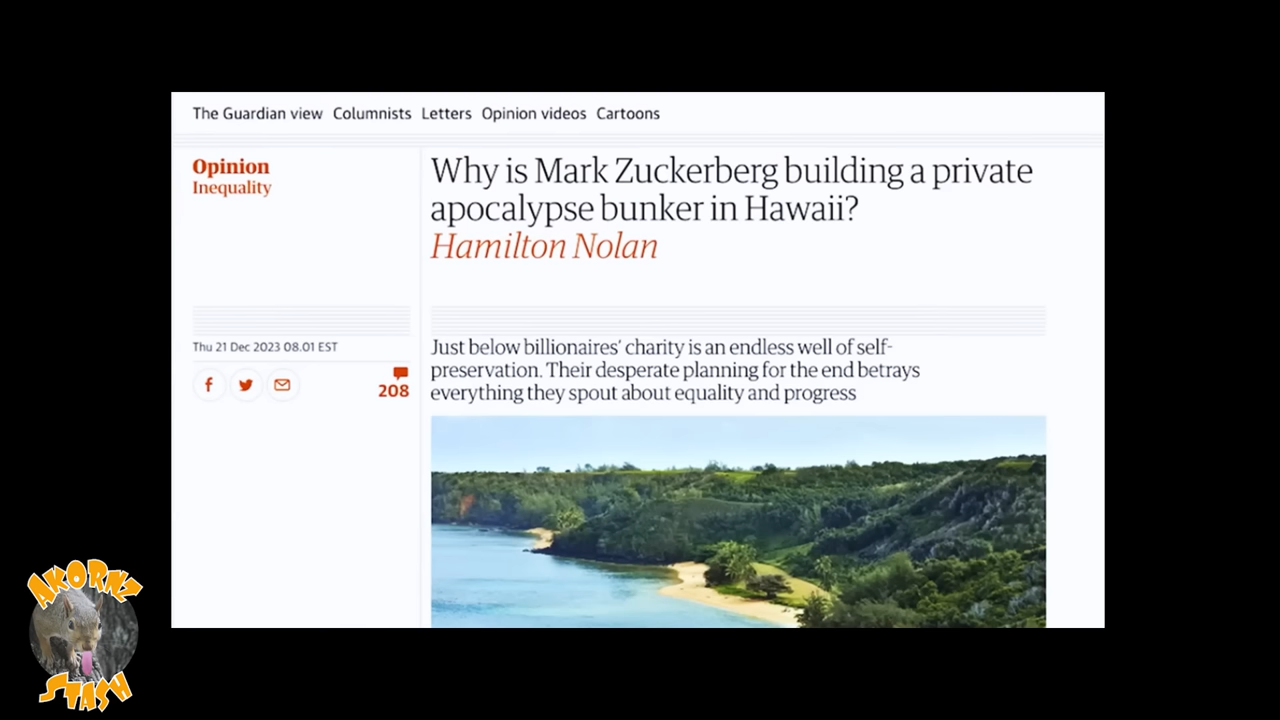 The Guardian view Columnists Letters Opinion videos Cartoons
Opinion
Inequality
Why is Mark Zuckerberg building a private
apocalypse bunker in Hawaii?
Hamilton Nolan
Thu 21 Dec 2023 08.01 EST
208
Just below billionaires' charity is an endless well of self-
preservation. Their desperate planning for the end betrays
everything they spout about equality and progress
AKORNZ
STASH